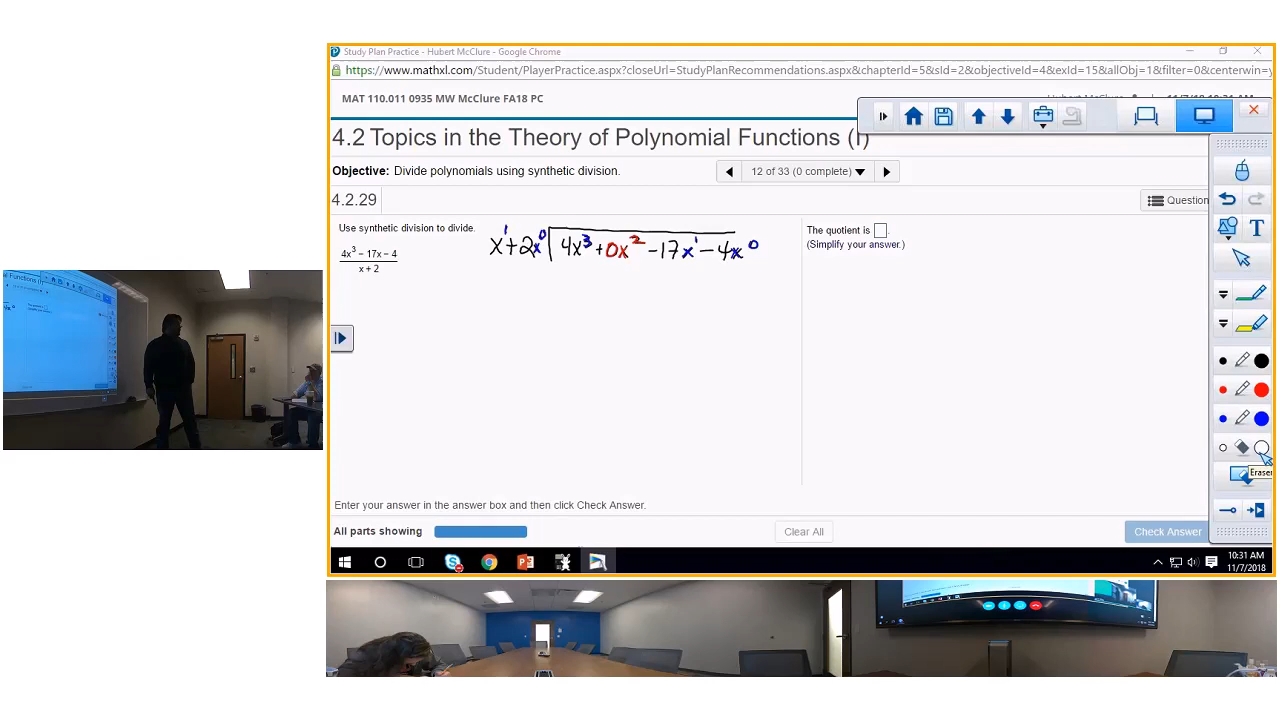 Study Plan Practice - Hubert McClure - Google Chrome
https://www.mathxl.com/Student/PlayerPractice.aspx?closeUrl=StudyPlanRecommendations.aspx&chapterId=5&sId=2&objectiveId=4&exId=15&allObj=1&filter=0&centerwin=y
MAT 110.011 0935 MW McClure FA18 PC
4.2 Topics in the Theory of Polynomial Functions (I)
Objective: Divide polynomials using synthetic division.
12 of 33 (0 complete)
4.2.29
Question
Use synthetic division to divide.
4x³ − 17x − 4
x + 2
x¹+2x⁰ 4x³+0x²−17x¹−4x⁰
The quotient is
(Simplify your answer.)
T
Eraser
Enter your answer in the answer box and then click Check Answer.
All parts showing
Clear All
Check Answer
10:31 AM
11/7/2018